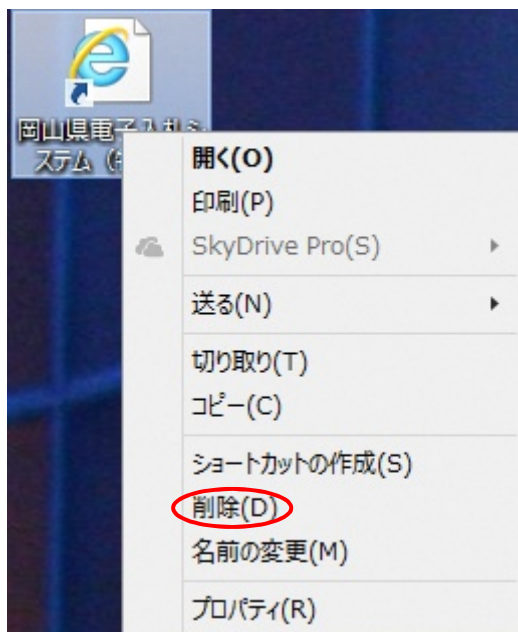 岡山県電子入札シ
ステム（
開く(O)
印刷(P)
SkyDrive Pro(S)
送る(N)
切り取り(T)
コピー(C)
ショートカットの作成(S)
削除(D)
名前の変更(M)
プロパティ(R)